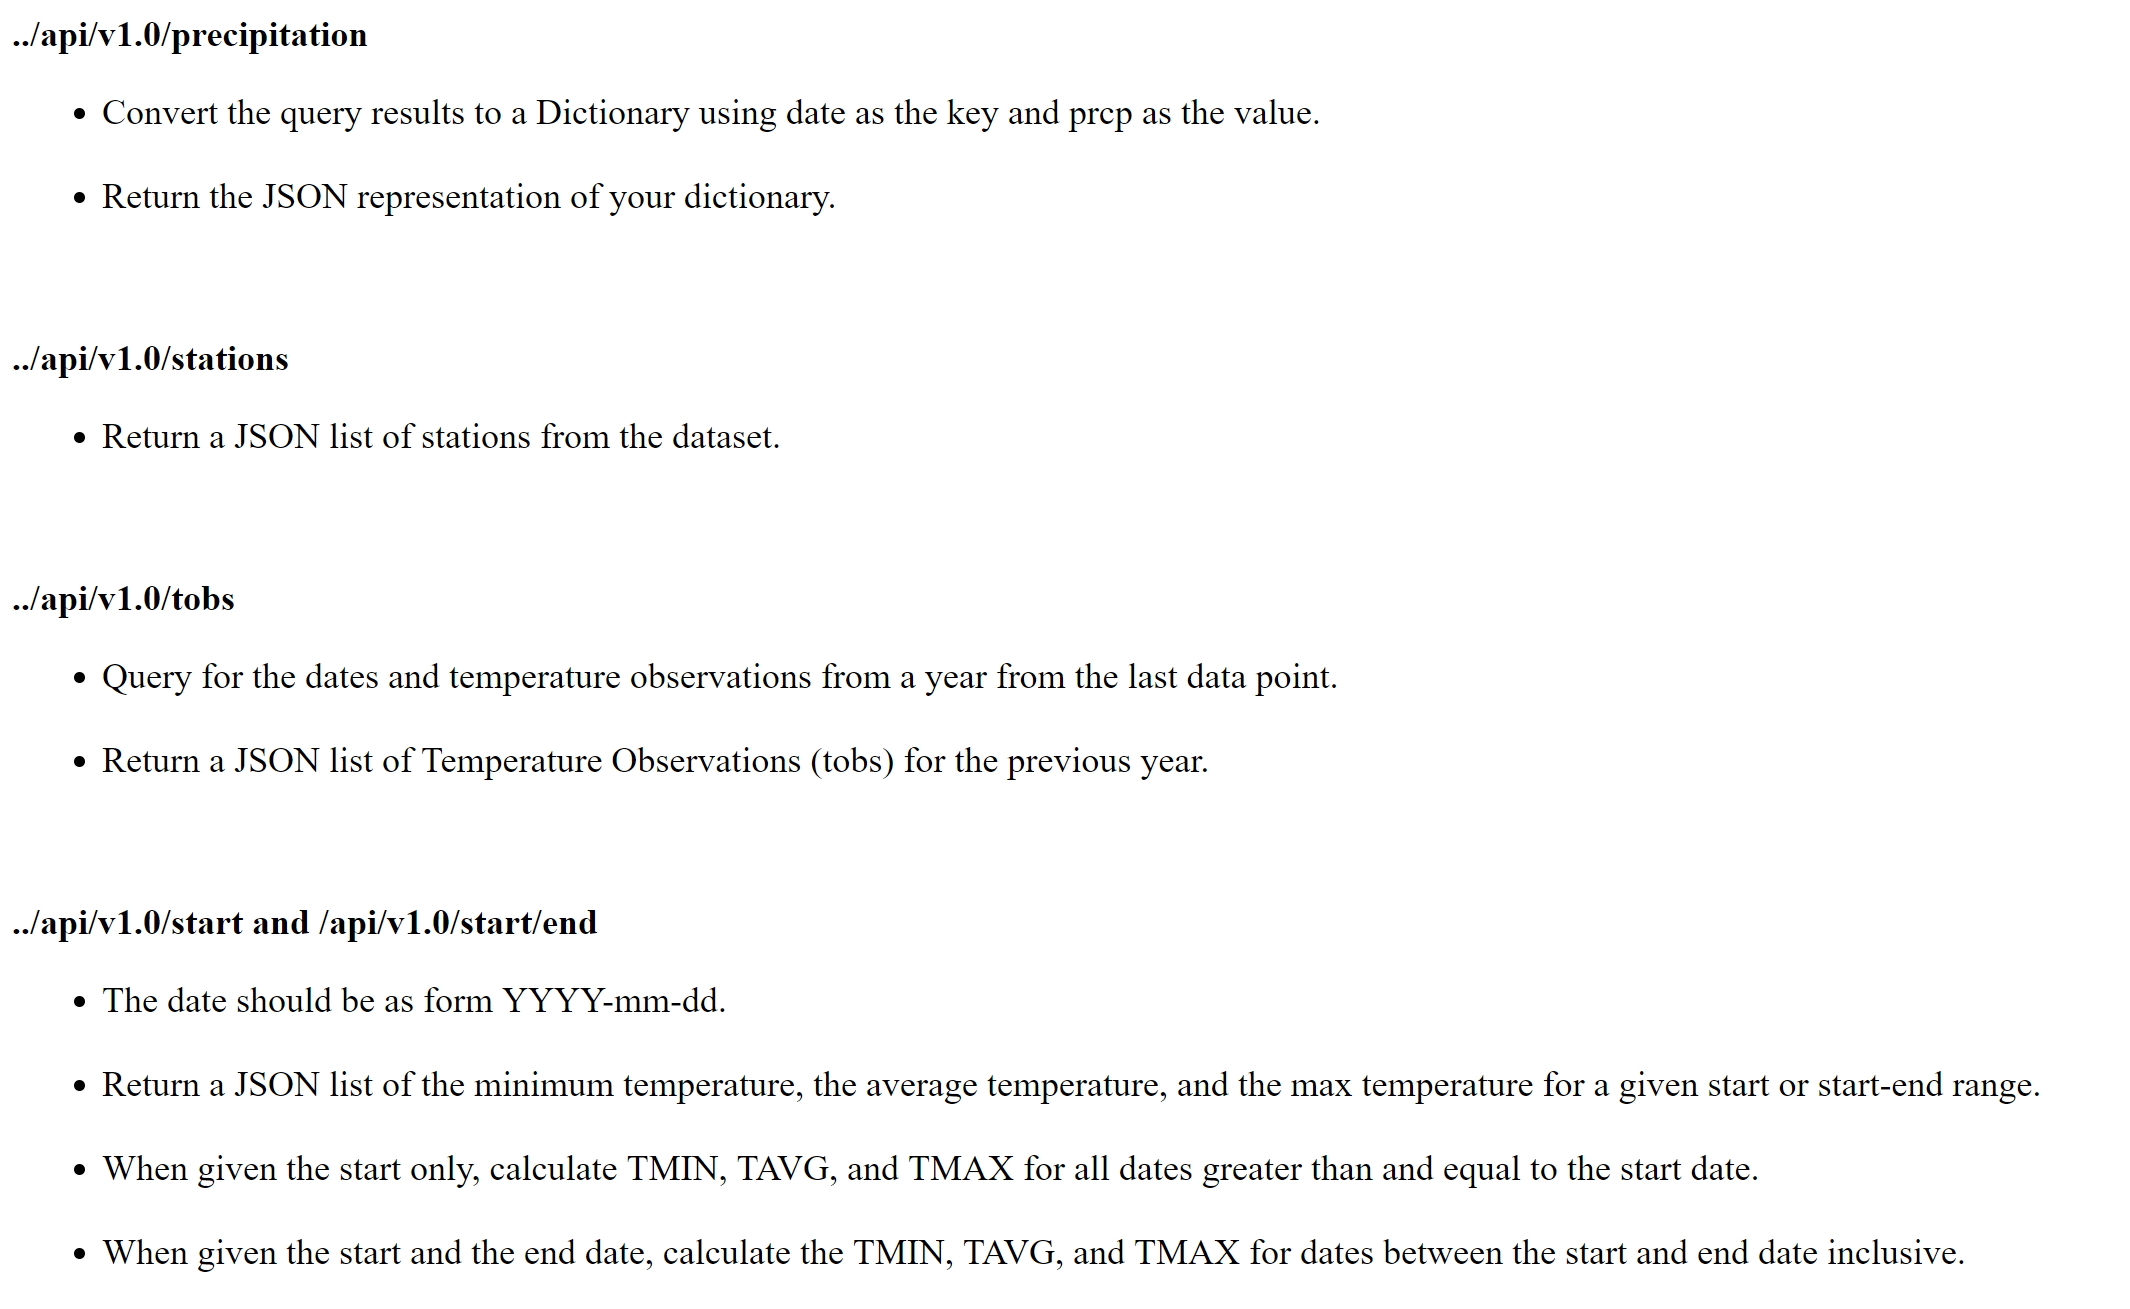 ../api/v1.0/precipitation
• Convert the query results to a Dictionary using date as the key and prcp as the value.
• Return the JSON representation of your dictionary.
../api/v1.0/stations
• Return a JSON list of stations from the dataset.
../api/v1.0/tobs
• Query for the dates and temperature observations from a year from the last data point.
• Return a JSON list of Temperature Observations (tobs) for the previous year.
../api/v1.0/start and /api/v1.0/start/end
• The date should be as form YYYY-mm-dd.
• Return a JSON list of the minimum temperature, the average temperature, and the max temperature for a given start or start-end range.
• When given the start only, calculate TMIN, TAVG, and TMAX for all dates greater than and equal to the start date.
• When given the start and the end date, calculate the TMIN, TAVG, and TMAX for dates between the start and end date inclusive.